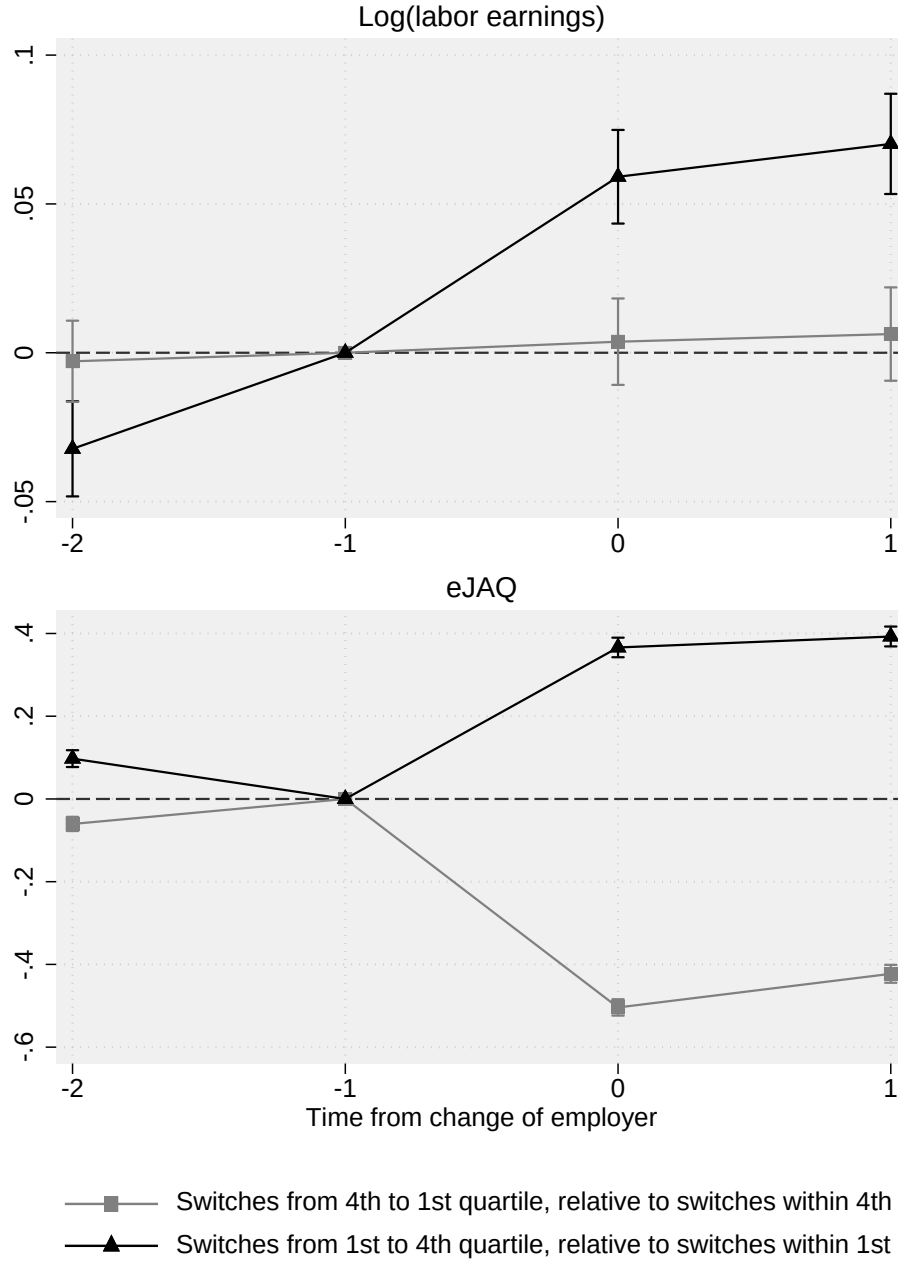 Log(labor earnings)
.1
.05
0
-.05
-2 -1 0 1
eJAQ
.4
.2
0
-.2
-.4
-.6
-2 -1 0 1
Time from change of employer
Switches from 4th to 1st quartile, relative to switches within 4th
Switches from 1st to 4th quartile, relative to switches within 1st